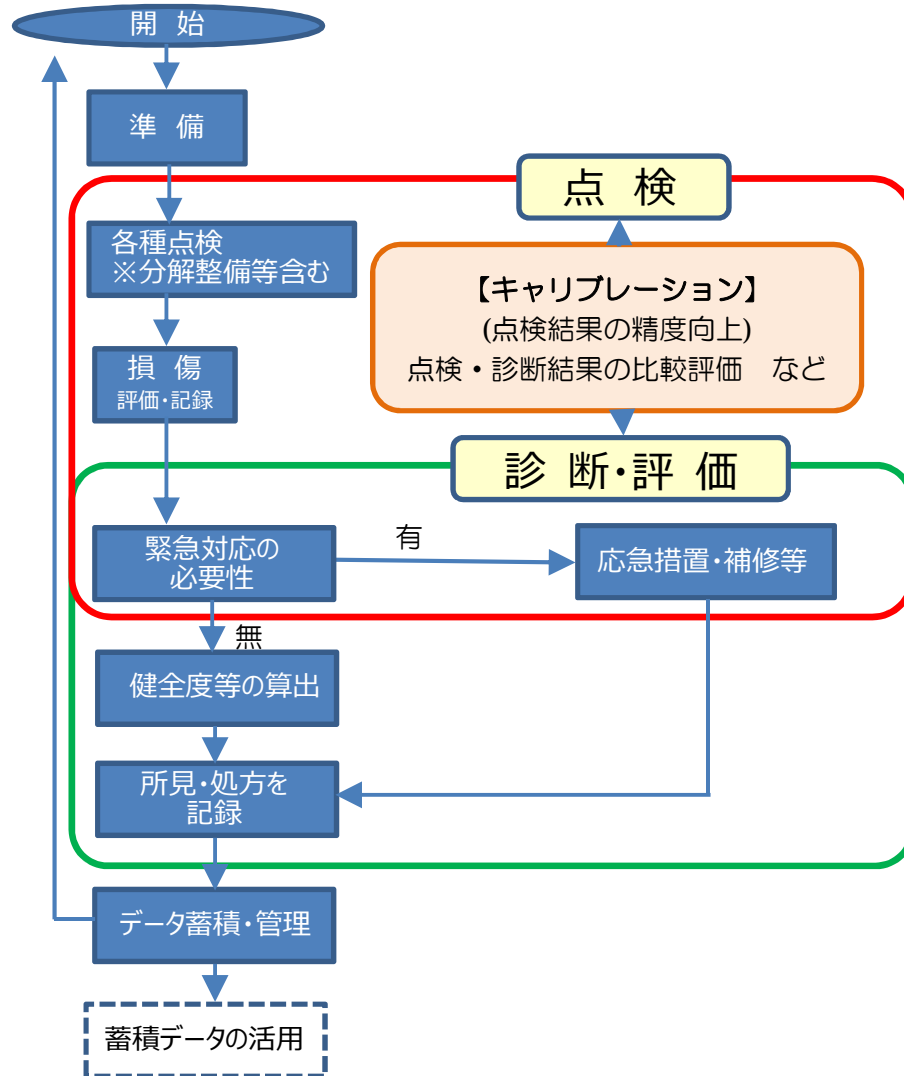 開 始
準 備
点 検
各種点検
※分解整備等含む
【キャリブレーション】
(点検結果の精度向上)
点検・診断結果の比較評価 など
損 傷
評価・記録
診 断・評 価
緊急対応の
必要性
有
応急措置・補修等
無
健全度等の算出
所見・処方を
記録
データ蓄積・管理
蓄積データの活用